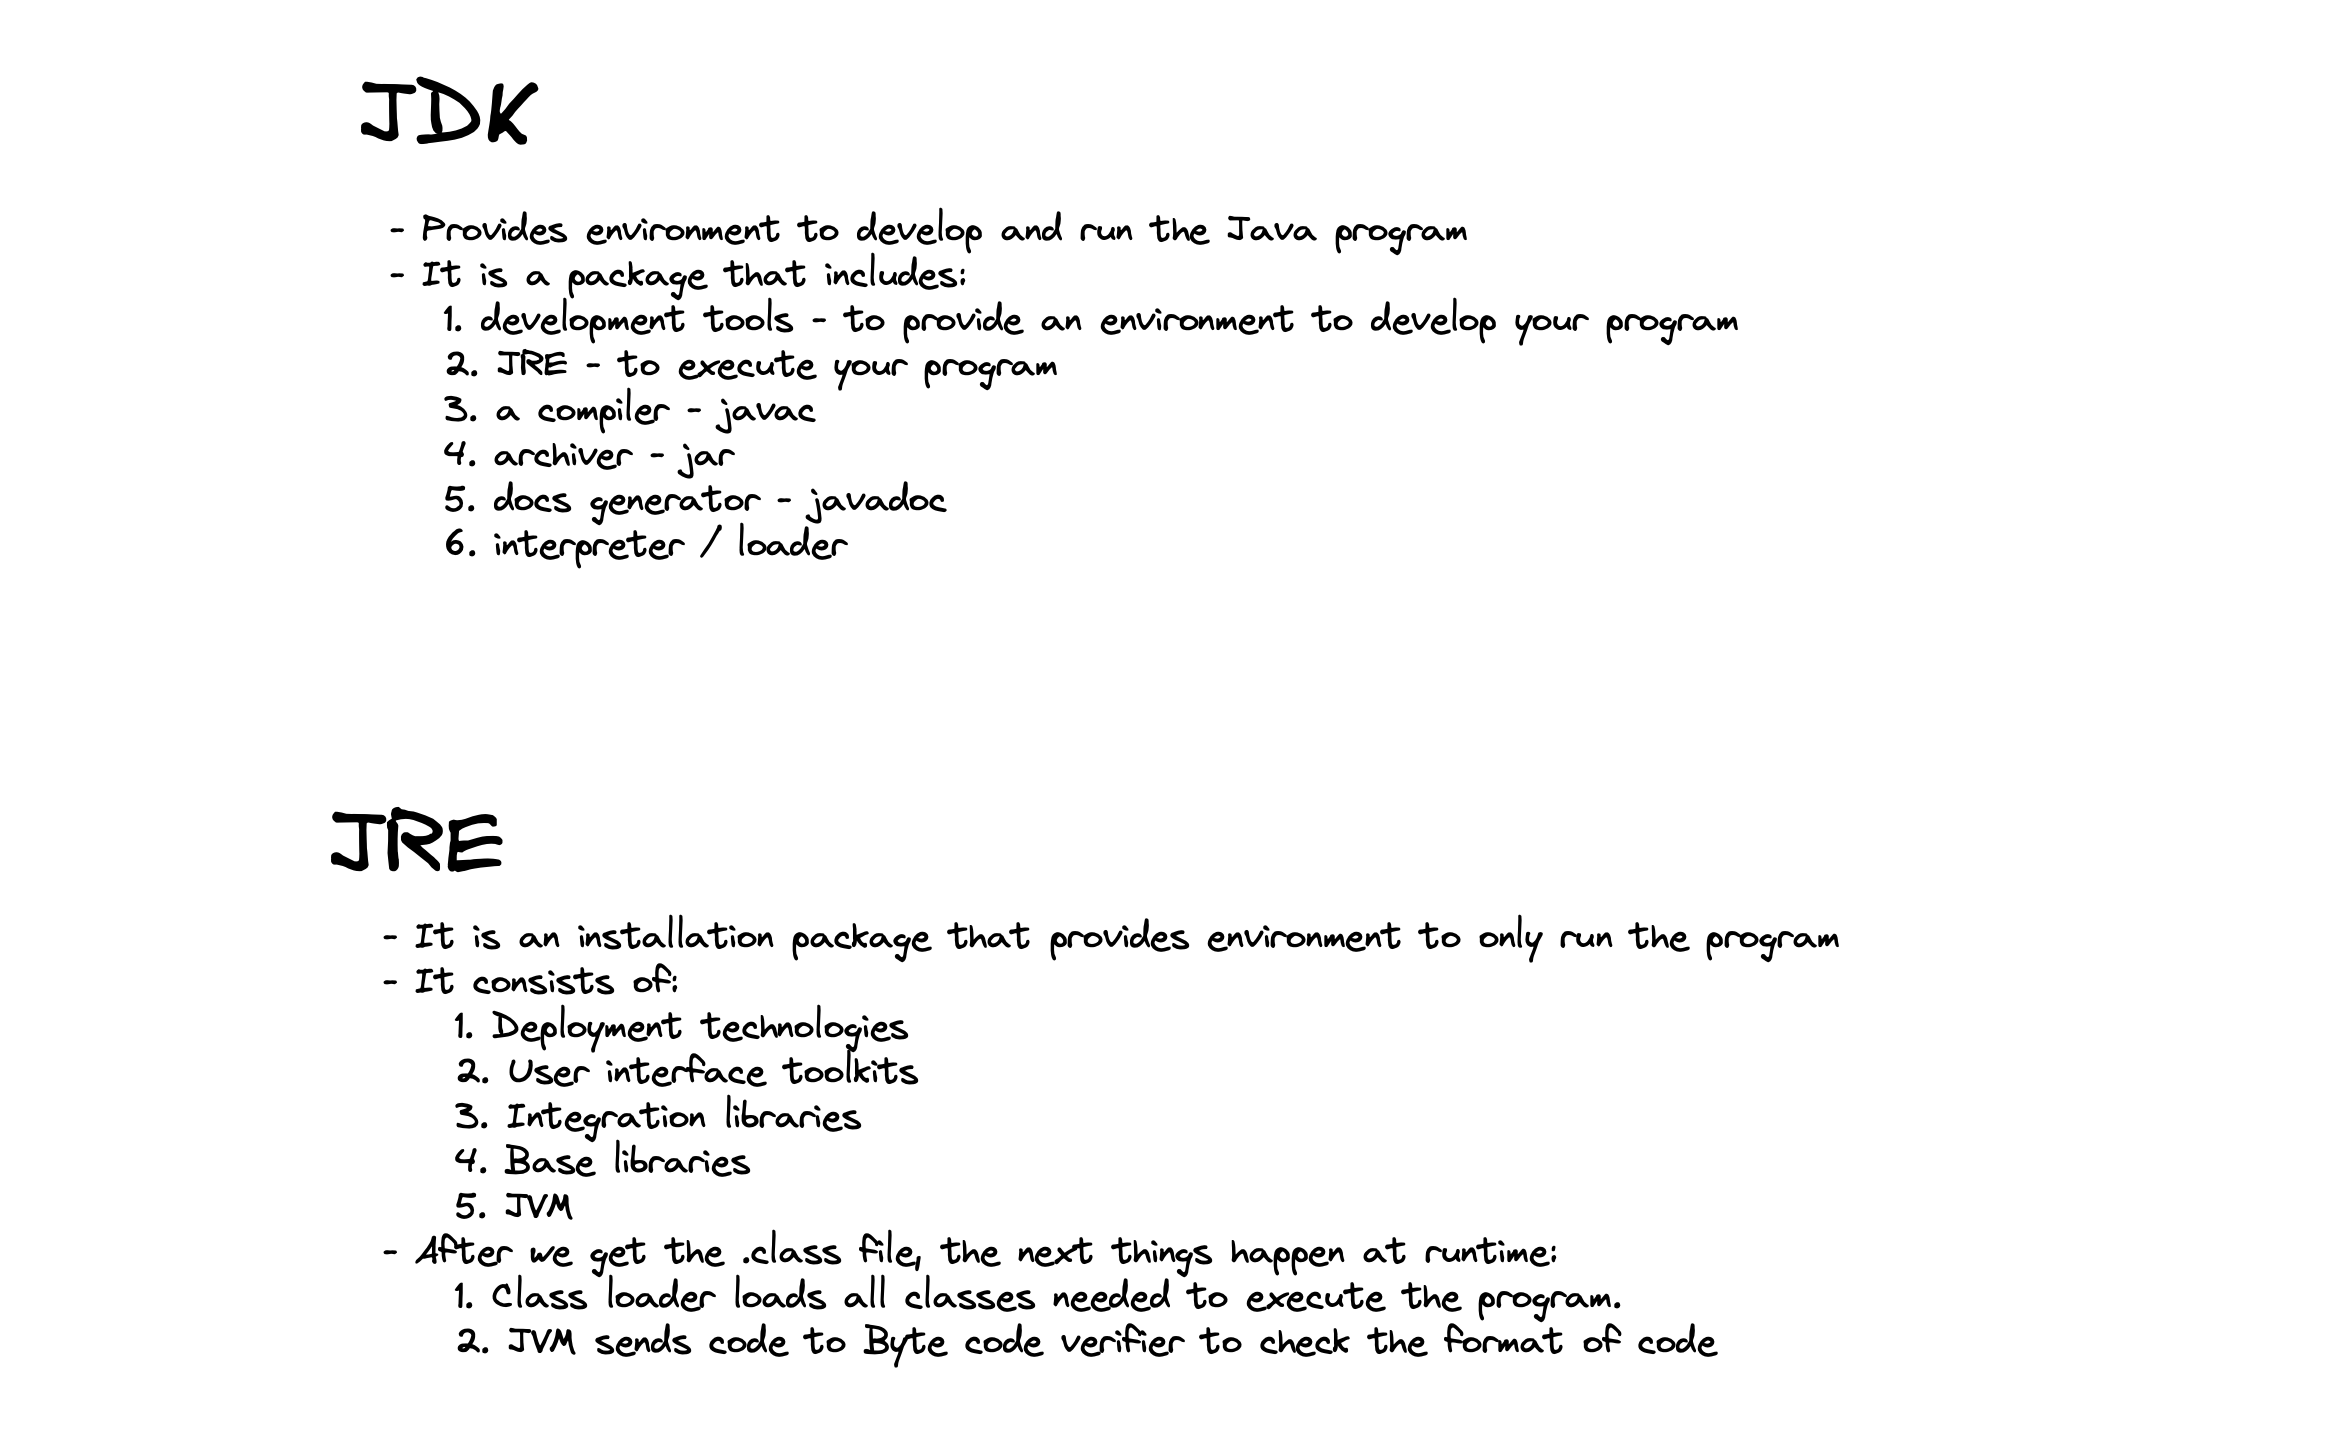 JDK
- Provides environment to develop and run the Java program
- It is a package that includes:
1. development tools - to provide an environment to develop your program
2. JRE - to execute your program
3. a compiler - javac
4. archiver - jar
5. docs generator - javadoc
6. interpreter / loader
JRE
- It is an installation package that provides environment to only run the program
- It consists of:
1. Deployment technologies
2. User interface toolkits
3. Integration libraries
4. Base libraries
5. JVM
- After we get the .class file, the next things happen at runtime:
1. Class loader loads all classes needed to execute the program.
2. JVM sends code to Byte code verifier to check the format of code